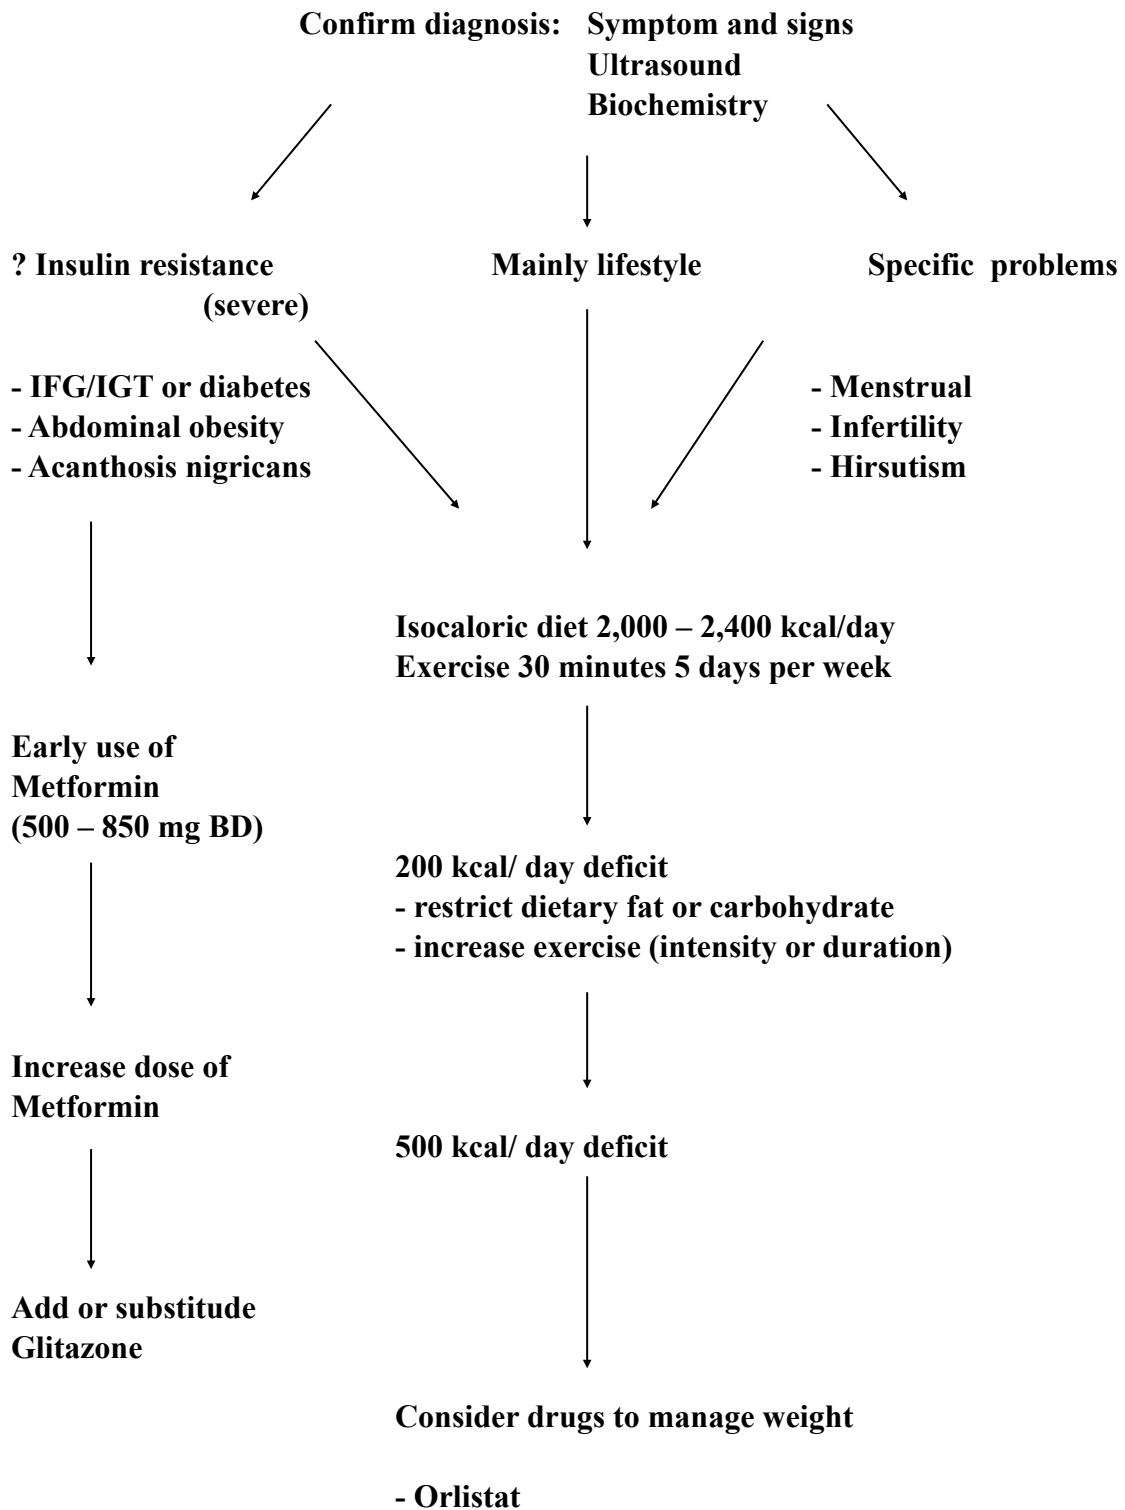 Confirm diagnosis: Symptom and signs
Ultrasound
Biochemistry
? Insulin resistance
(severe)
- IFG/IGT or diabetes
- Abdominal obesity
- Acanthosis nigricans
Mainly lifestyle
Specific problems
- Menstrual
- Infertility
- Hirsutism
Isocaloric diet 2,000 – 2,400 kcal/day
Exercise 30 minutes 5 days per week
Early use of
Metformin
(500 – 850 mg BD)
200 kcal/ day deficit
- restrict dietary fat or carbohydrate
- increase exercise (intensity or duration)
Increase dose of
Metformin
500 kcal/ day deficit
Add or substitude
Glitazone
Consider drugs to manage weight
- Orlistat